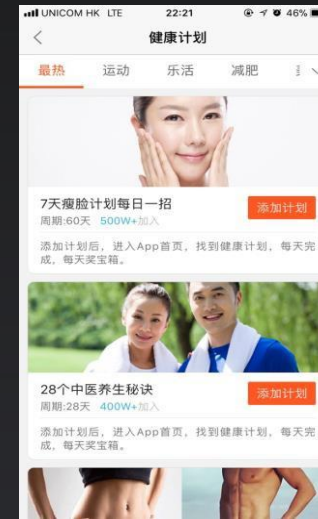 UNICOM HK LTE 22:21 46%
健康计划
最热 运动 乐活 减肥
7天瘦脸计划每日一招
周期:60天 500W+加入
添加计划
添加计划后，进入App首页，找到健康计划，每天完
成，每天奖宝箱。
28个中医养生秘诀
周期:28天 400W+加入
添加计划
添加计划后，进入App首页，找到健康计划，每天完
成，每天奖宝箱。